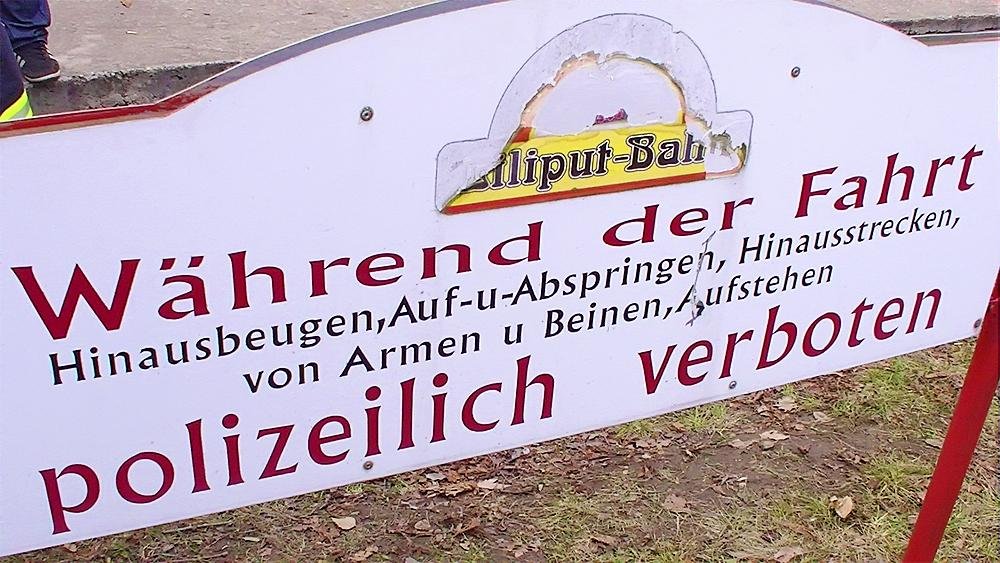 Liliput-Bahn
Während der Fahrt
Hinausbeugen,Auf-u-Abspringen, Hinausstrecken,
von Armen u Beinen,Aufstehen
polizeilich verboten